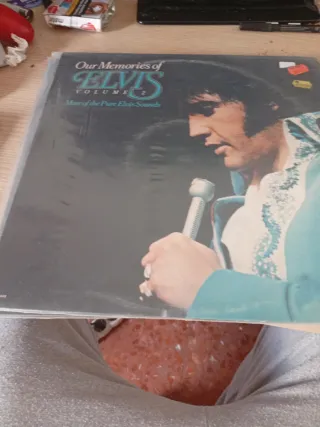 Our Memories of
ELVIS
VOLUME 2
More of the Pure Elvis Sound